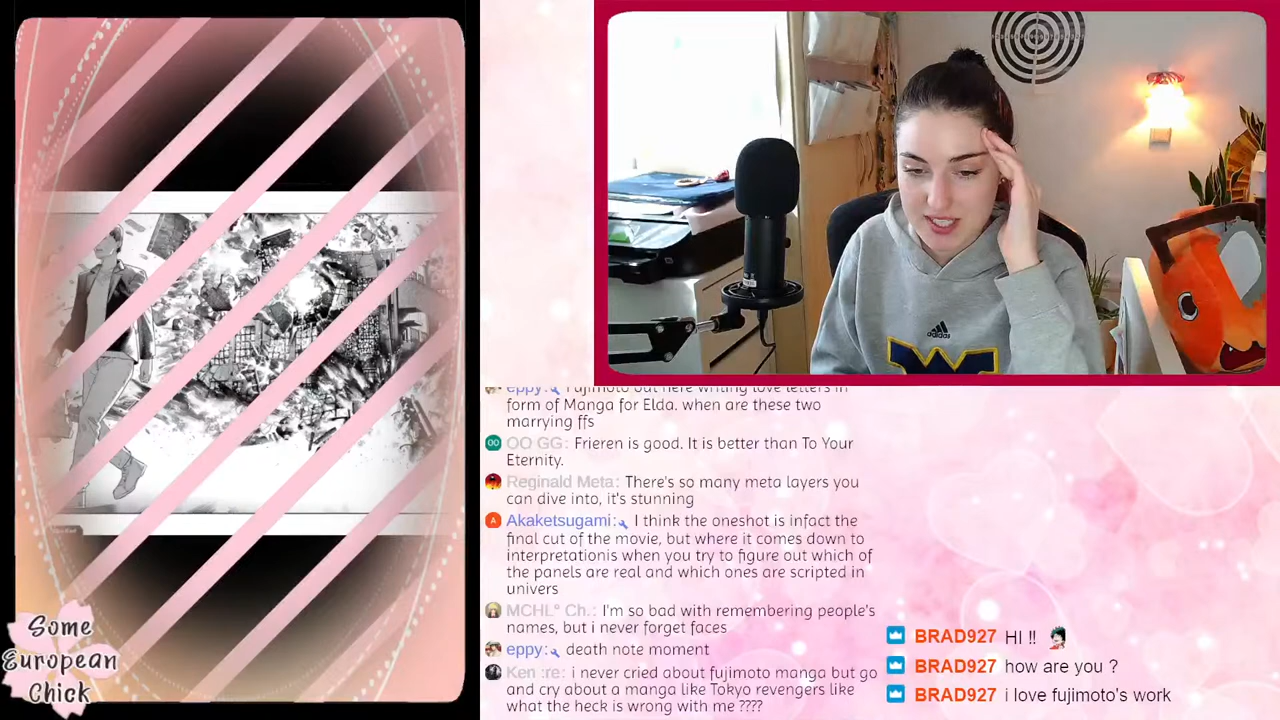 Some
European
Chick
adidas
eppy: Fujimoto out here writing love letters in
form of Manga for Elda. when are these two
marrying ffs
OO OO GG: Frieren is good. It is better than To Your
Eternity.
Reginald Meta: There's so many meta layers you
can dive into, it's stunning
A Akaketsugami: I think the oneshot is infact the
final cut of the movie, but where it comes down to
interpretationis when you try to figure out which of
the panels are real and which ones are scripted in
univers
MCHL° Ch.: I'm so bad with remembering people's
names, but i never forget faces
eppy: death note moment
Ken :re: i never cried about fujimoto manga but go
and cry about a manga like Tokyo revengers like
what the heck is wrong with me ????
BRAD927 HI !!
BRAD927 how are you ?
BRAD927 i love fujimoto's work